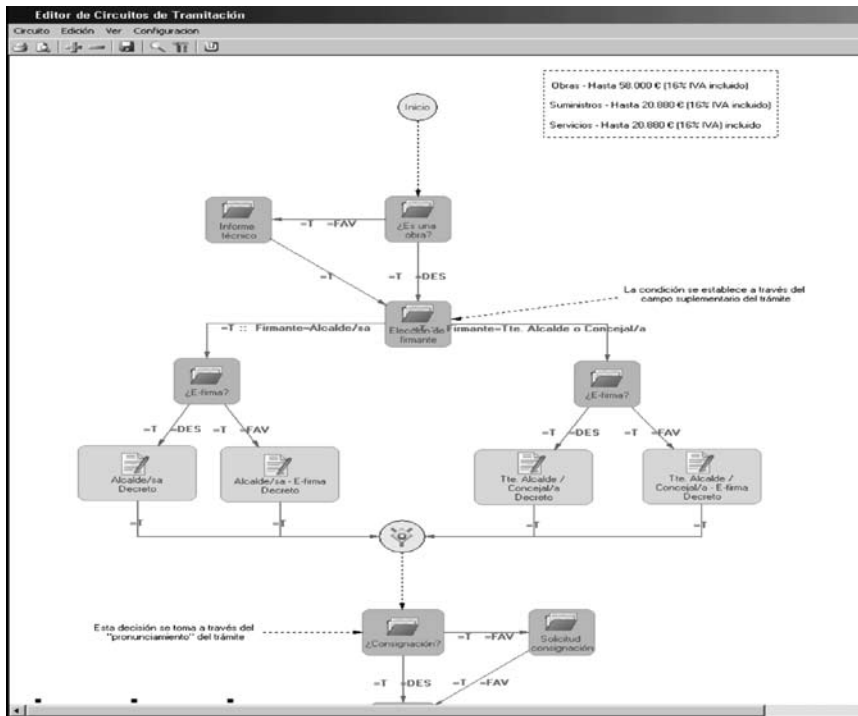 Editor de Circuitos de Tramitación
Circuito Edición Ver Configuracion
Obras - Hasta 58.000 € (16% IVA incluido)
Suministros - Hasta 20.880 € (16% IVA incluido)
Servicios - Hasta 20.880 € (16% IVA) incluido
Inicio
Informe
técnico
=T =FAV
¿Es una
obra?
=T
=T =DES
La condición se establece a través del
campo suplementario del trámite
Elección de
firmante
=T :: Firmante=Alcalde/sa
=T :: Firmante=Tte. Alcalde o Concejal/a
¿E-firma?
¿E-firma?
=T =DES
=T =FAV
=T =DES
=T =FAV
Alcalde/sa
Decreto
Alcalde/sa - E-firma
Decreto
Tte. Alcalde /
Concejal/a
Decreto
Tte. Alcalde /
Concejal/a - E-firma
Decreto
=T
=T
=T
=T
Esta decisión se toma a través del
"pronunciamiento" del trámite
¿Consignación?
=T =FAV
Solicitud
consignación
=T =DES
=T =FAV